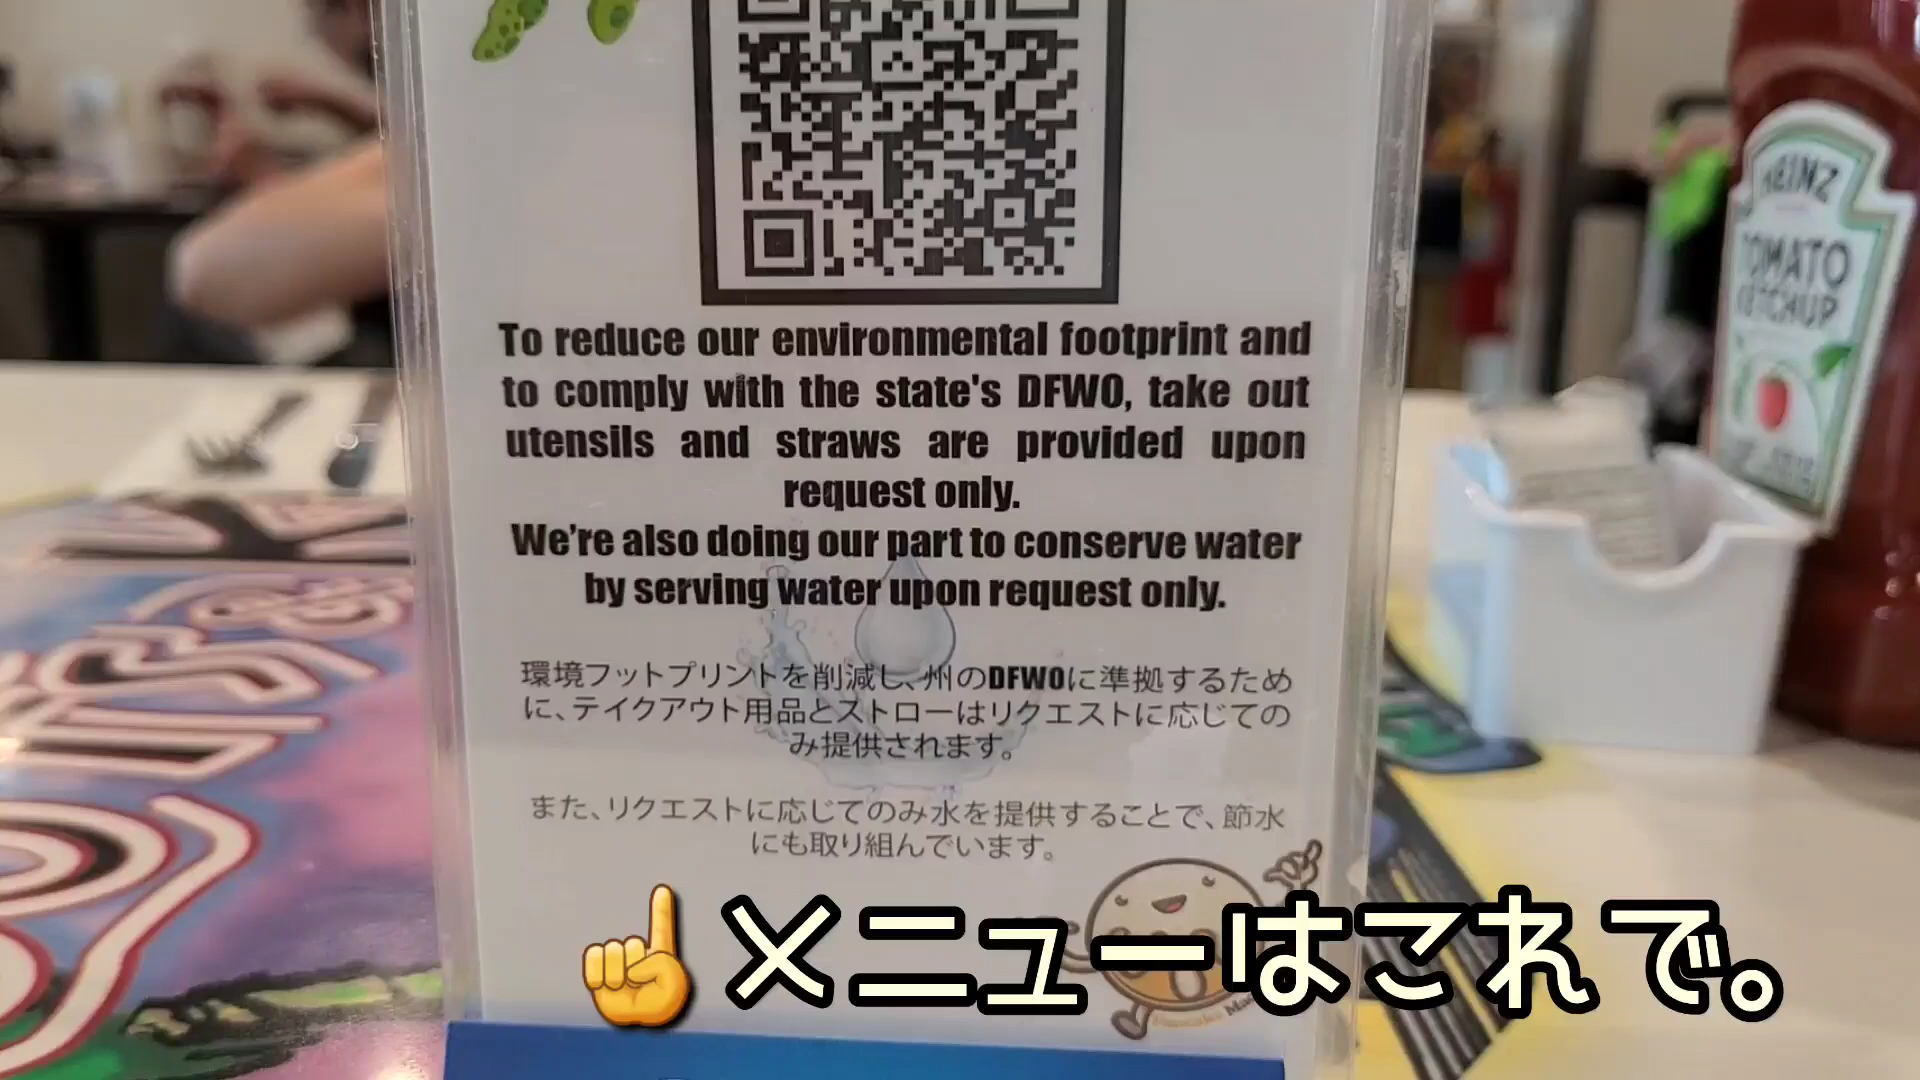 To reduce our environmental footprint and
to comply with the state's DFWO, take out
utensils and straws are provided upon
request only.
We're also doing our part to conserve water
by serving water upon request only.
環境フットプリントを削減し、州のDFWOに準拠するため
に、テイクアウト用品とストローはリクエストに応じての
み提供されます。
また、リクエストに応じてのみ水を提供することで、節水
にも取り組んでいます。
☝メニューはこれで。
HEINZ
TOMATO
KETCHUP